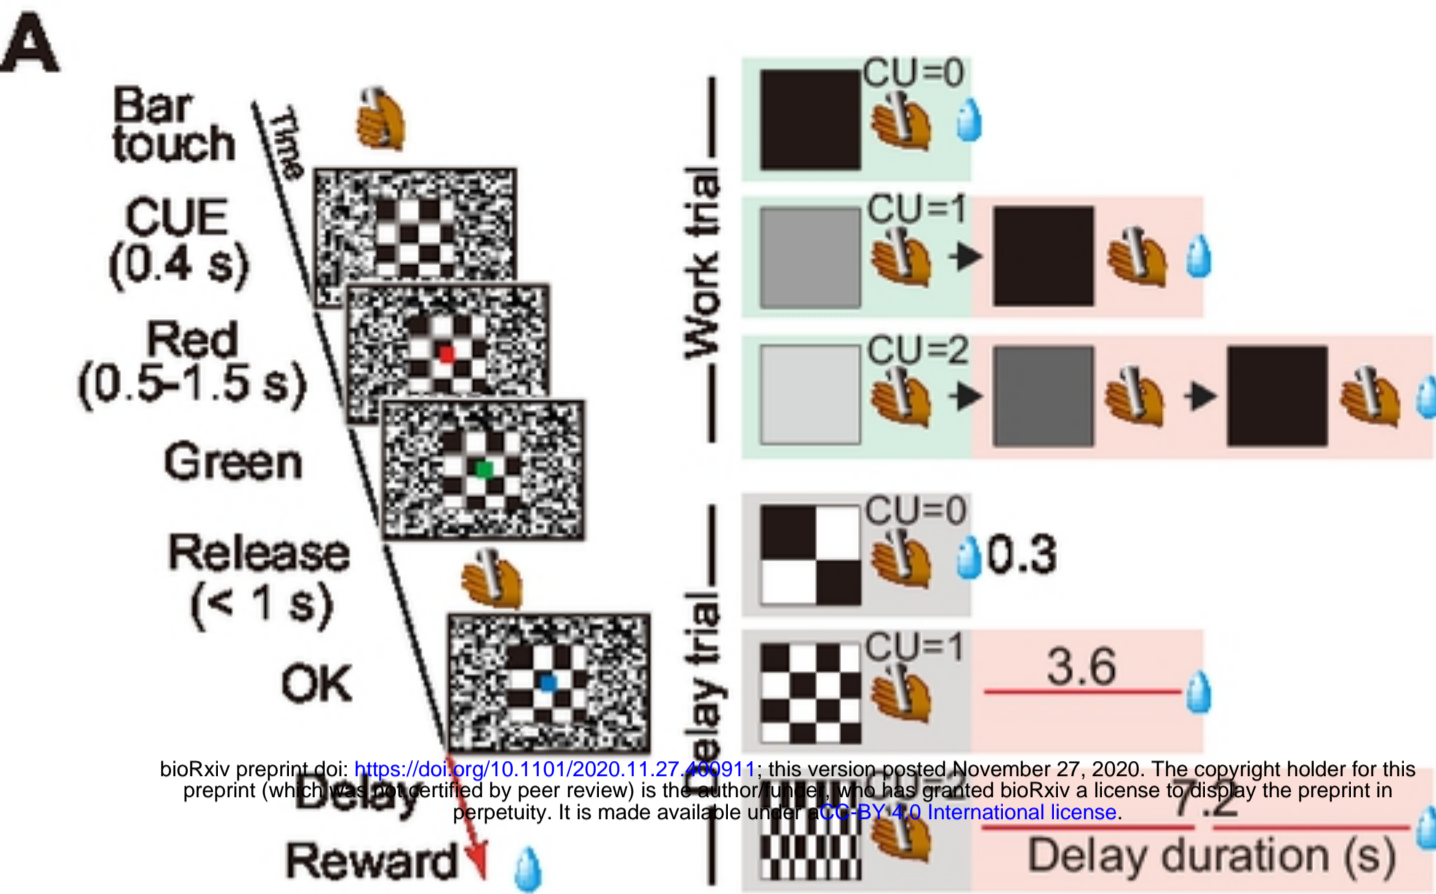 A
Bar
touch
Time
CUE
(0.4 s)
Red
(0.5-1.5 s)
Green
Release
(< 1 s)
OK
Delay
Reward
Work trial
CU=0
CU=1
CU=2
Delay trial
CU=0
0.3
CU=1
3.6
CU=2
7.2
Delay duration (s)
bioRxiv preprint doi: https://doi.org/10.1101/2020.11.27.400911; this version posted November 27, 2020. The copyright holder for this
preprint (which was not certified by peer review) is the author/funder, who has granted bioRxiv a license to display the preprint in
perpetuity. It is made available under aCC-BY 4.0 International license.